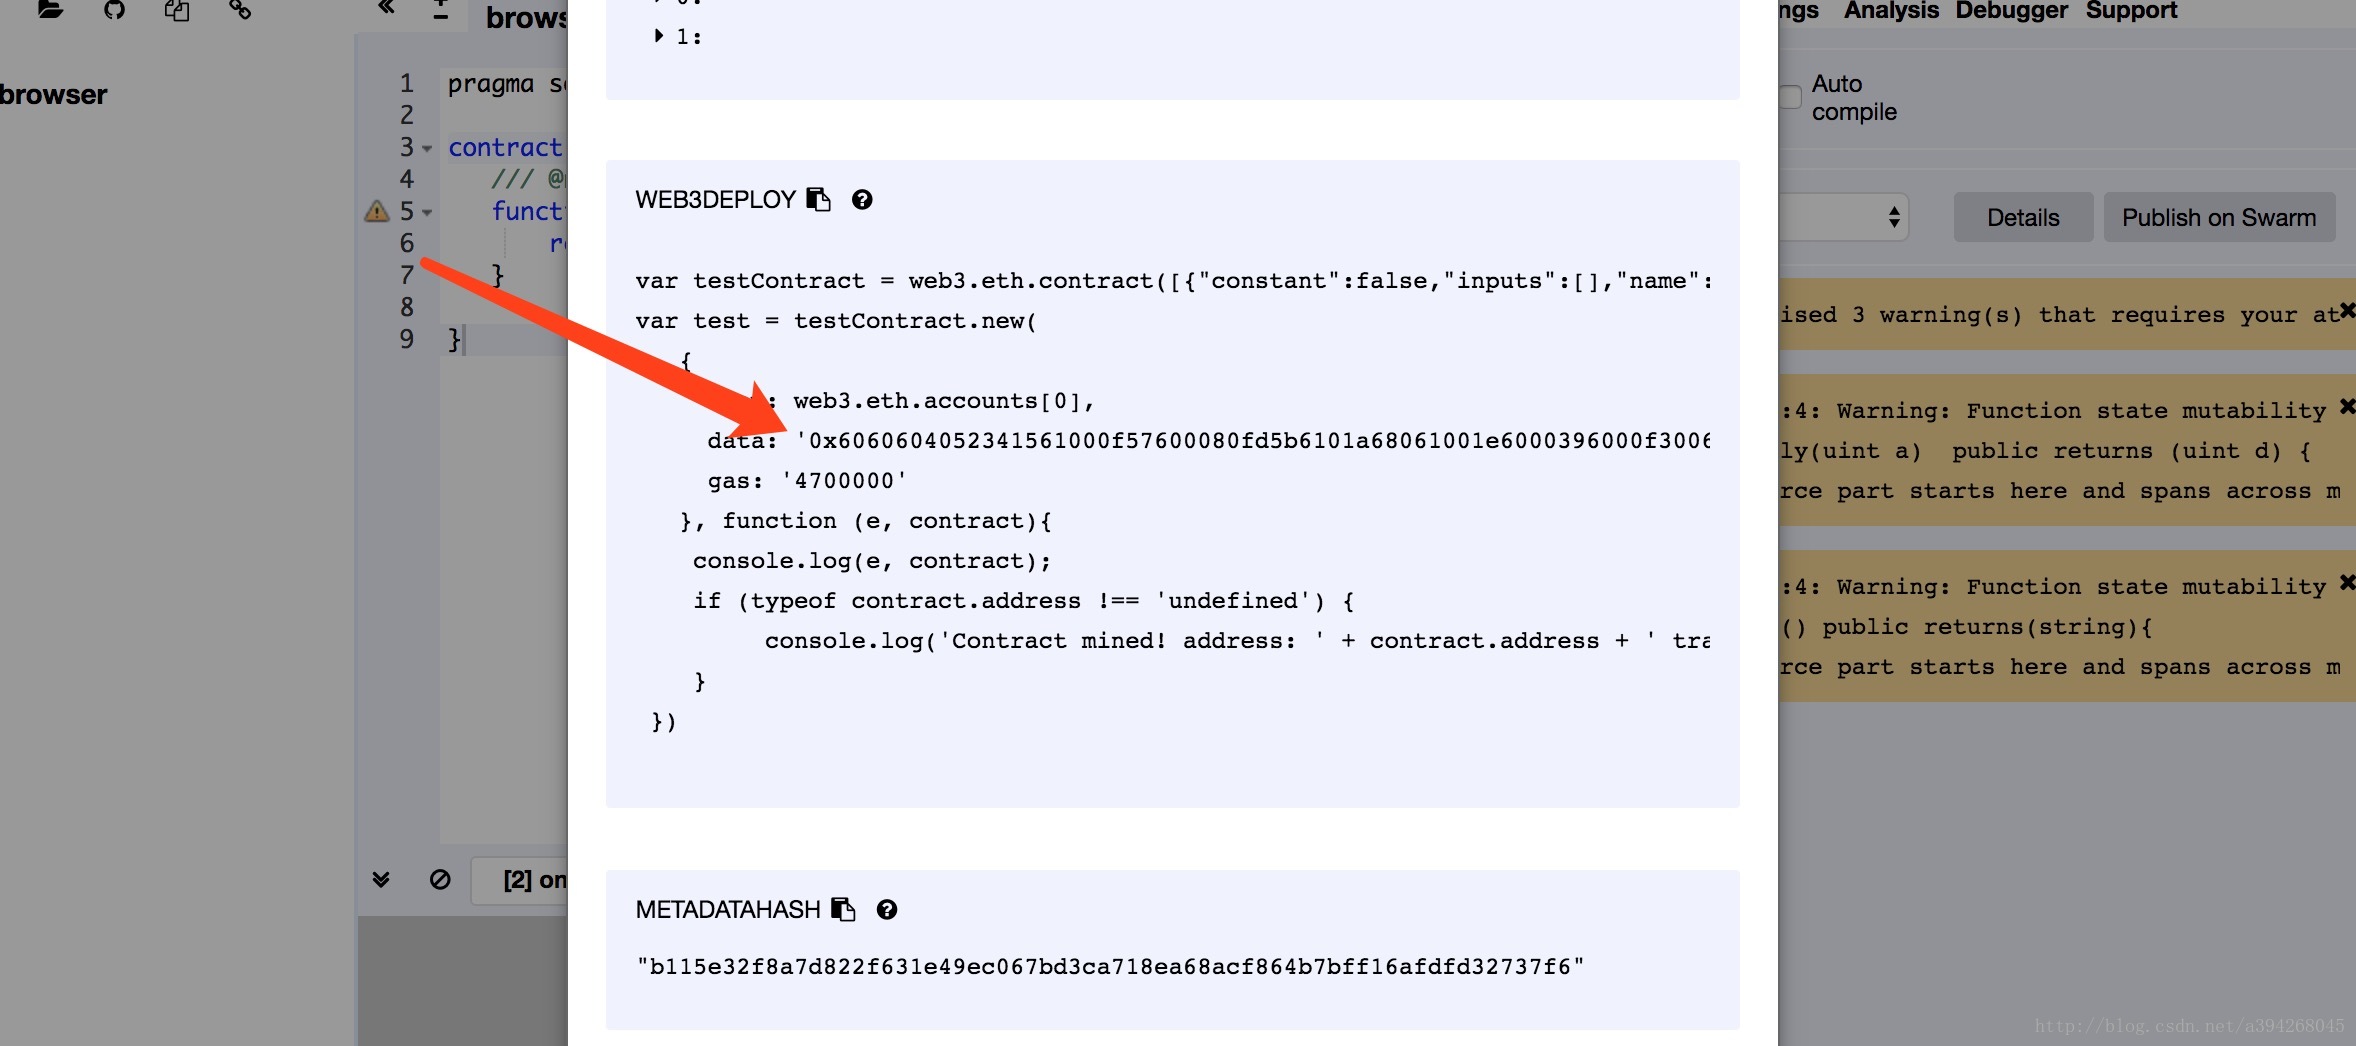 brows
ngs Analysis Debugger Support
1:
Auto
compile
browser
1 pragma
2
3 contract
4 ///
5 funct
6 re
7 }
8
9 }
WEB3DEPLOY
Details
Publish on Swarm
var testContract = web3.eth.contract([{"constant":false,"inputs":[],"name":
var test = testContract.new(
{
: web3.eth.accounts[0],
data: '0x6060604052341561000f57600080fd5b6101a68061001e6000396000f3006
gas: '4700000'
}, function (e, contract){
console.log(e, contract);
if (typeof contract.address !== 'undefined') {
console.log('Contract mined! address: ' + contract.address + ' tra
}
})
ised 3 warning(s) that requires your at
:4: Warning: Function state mutability
ly(uint a) public returns (uint d) {
rce part starts here and spans across m
:4: Warning: Function state mutability
() public returns(string){
rce part starts here and spans across m
[2] on
METADATAHASH
"b115e32f8a7d822f631e49ec067bd3ca718ea68acf864b7bff16afdfd32737f6"
http://blog.csdn.net/a394268045